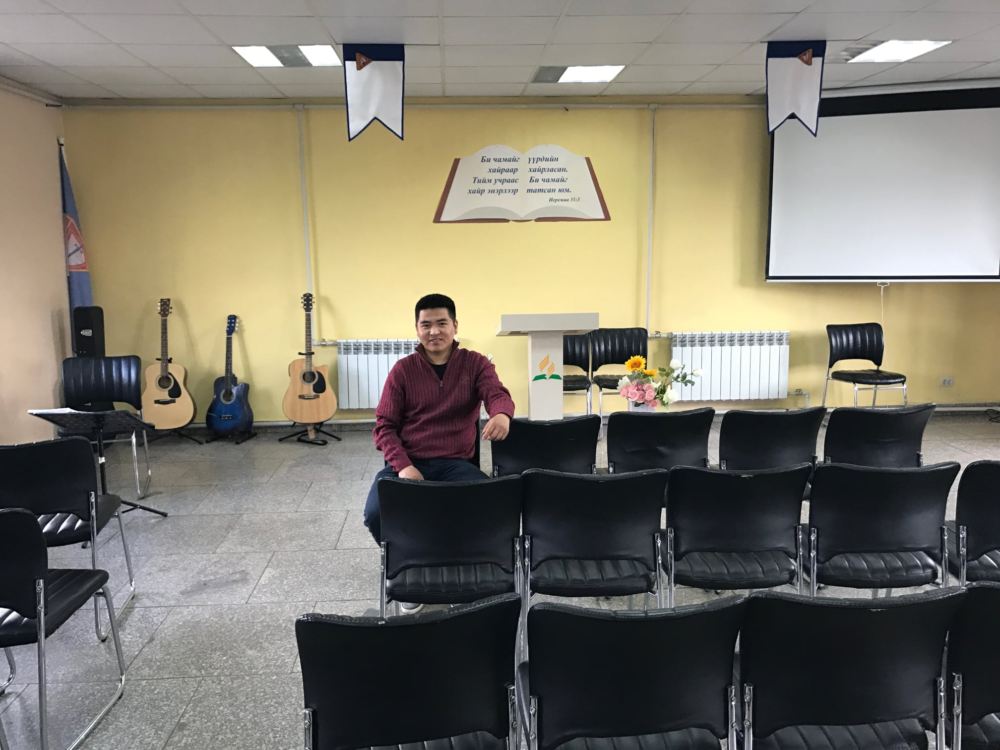 Би чамайг үүрдийн
хайраар хайрласан.
Тийм учраас Би чамайг
хайр энэрлээр татсан юм.
Иеремиа 31:3